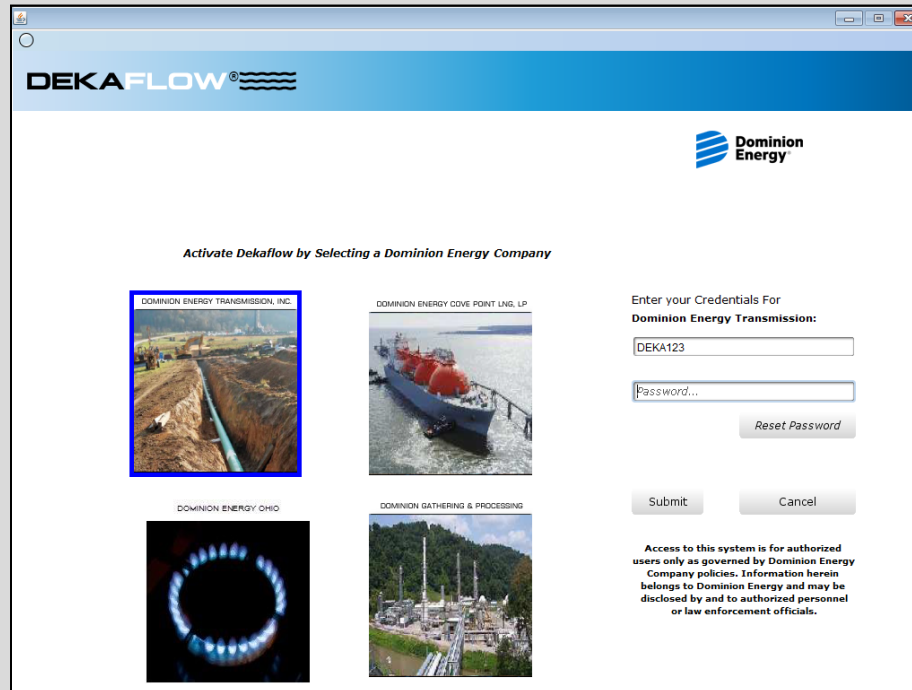 DEKAFLOW®
Dominion
Energy®
Activate Dekaflow by Selecting a Dominion Energy Company
DOMINION ENERGY TRANSMISSION, INC.
DOMINION ENERGY COVE POINT LNG, LP
DOMINION ENERGY OHIO
DOMINION GATHERING & PROCESSING
Enter your Credentials For
Dominion Energy Transmission:
DEKA123
Password...
Reset Password
Submit
Cancel
Access to this system is for authorized
users only as governed by Dominion Energy
Company policies. Information herein
belongs to Dominion Energy and may be
disclosed by and to authorized personnel
or law enforcement officials.